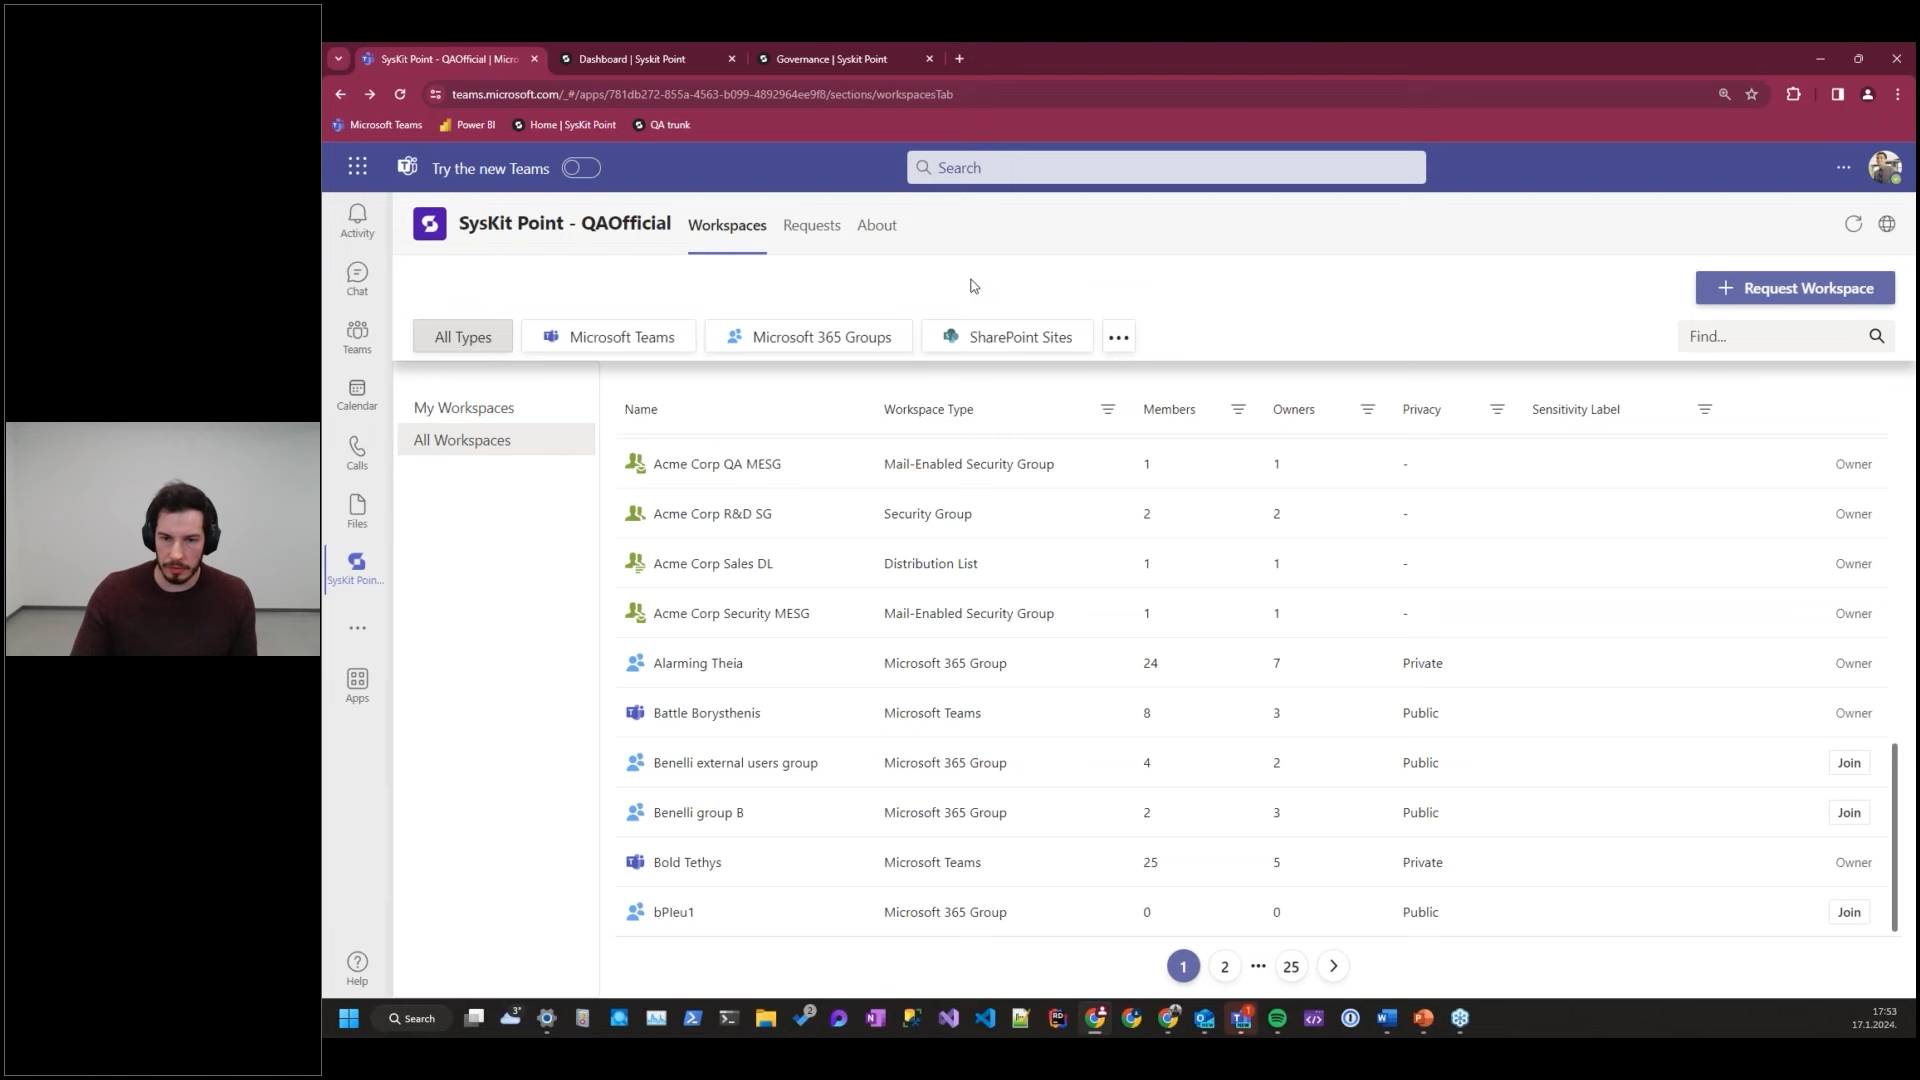 SysKit Point - QAOfficial | Micro
Dashboard | Syskit Point
Governance | Syskit Point
teams.microsoft.com/_#/apps/781db272-855a-4563-b099-4892964ee9f8/sections/workspacesTab
Microsoft Teams
Power BI
Home | SysKit Point
QA trunk
Try the new Teams
Search
Activity
Chat
Teams
Calendar
Calls
Files
SysKit Poin...
Apps
Help
SysKit Point - QAOfficial
Workspaces
Requests
About
Request Workspace
All Types
Microsoft Teams
Microsoft 365 Groups
SharePoint Sites
Find...
My Workspaces
All Workspaces
Name Workspace Type Members Owners Privacy Sensitivity Label
Acme Corp QA MESG Mail-Enabled Security Group 1 1 - Owner
Acme Corp R&D SG Security Group 2 2 - Owner
Acme Corp Sales DL Distribution List 1 1 - Owner
Acme Corp Security MESG Mail-Enabled Security Group 1 1 - Owner
Alarming Theia Microsoft 365 Group 24 7 Private Owner
Battle Borysthenis Microsoft Teams 8 3 Public Owner
Benelli external users group Microsoft 365 Group 4 2 Public Join
Benelli group B Microsoft 365 Group 2 3 Public Join
Bold Tethys Microsoft Teams 25 5 Private Owner
bPIeu1 Microsoft 365 Group 0 0 Public Join
1 2 ••• 25
Search
17:53
17.1.2024.